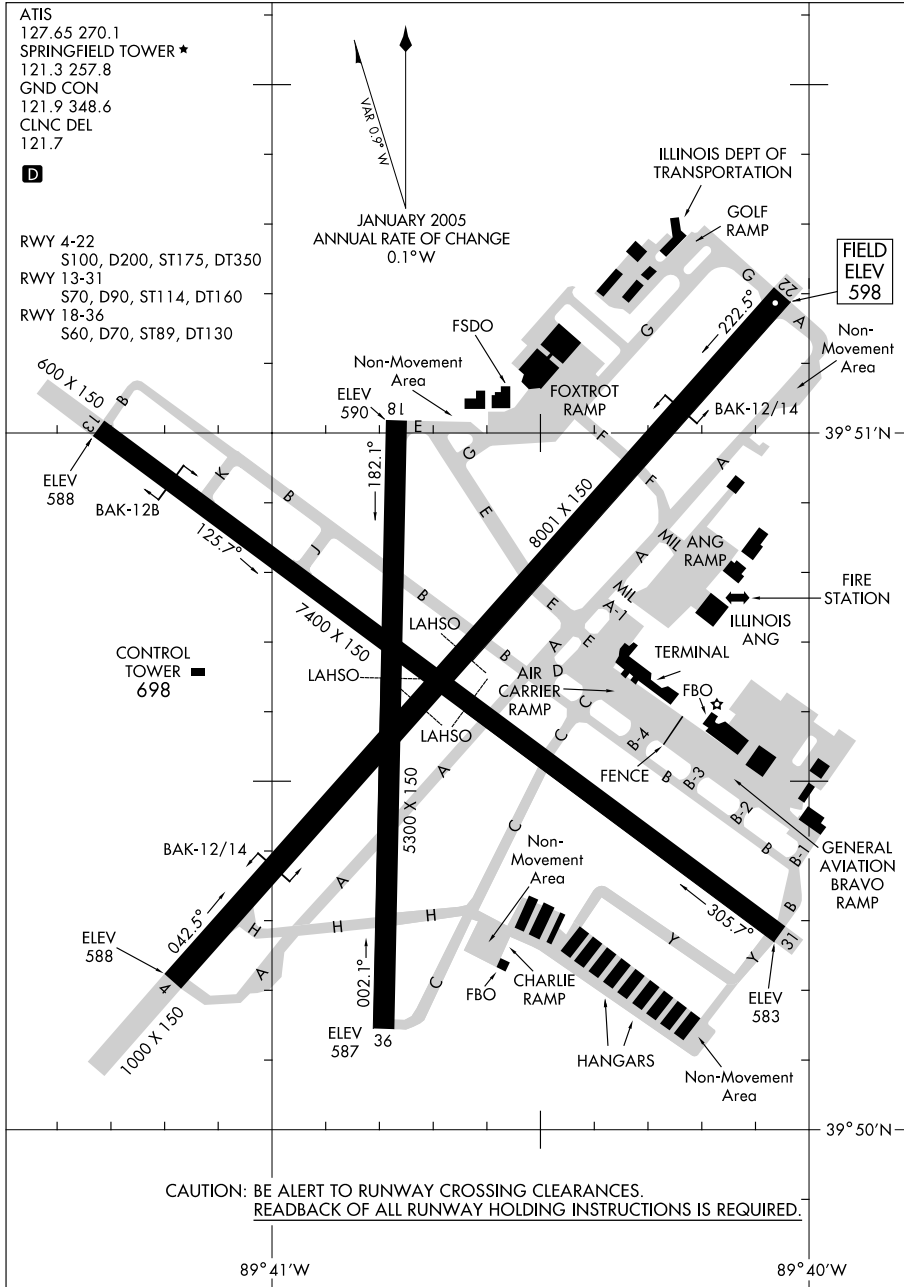 ATIS
127.65 270.1
SPRINGFIELD TOWER ★
121.3 257.8
GND CON
121.9 348.6
CLNC DEL
121.7
D
VAR 0.9° W
JANUARY 2005
ANNUAL RATE OF CHANGE
0.1° W
RWY 4-22
S100, D200, ST175, DT350
RWY 13-31
S70, D90, ST114, DT160
RWY 18-36
S60, D70, ST89, DT130
ILLINOIS DEPT OF
TRANSPORTATION
GOLF
RAMP
FIELD
ELEV
598
G
22
A
222.5°
Non-
Movement
Area
G
FSDO
Non-Movement
Area
FOXTROT
RAMP
BAK-12/14
600 X 150
B
13
ELEV
590
18
E
G
F
39°51'N
ELEV
588
BAK-12B
K
B
182.1°
E
F
A
125.7°
J
8001 X 150
A
MIL
ANG
RAMP
MIL
A-1
FIRE
STATION
ILLINOIS
ANG
7400 X 150
B
LAHSO
E
E
A
B
D
CONTROL
TOWER
698
LAHSO
AIR
CARRIER
RAMP
TERMINAL
FBO
C
C
LAHSO
B-4
FENCE
B
B-3
A
5300 X 150
B-2
B
B-1
C
BAK-12/14
A
Non-
Movement
Area
GENERAL
AVIATION
BRAVO
RAMP
B
042.5°
H
H
H
305.7°
31
Y
Y
ELEV
588
A
4
002.1°
C
FBO
CHARLIE
RAMP
ELEV
583
1000 X 150
ELEV
587
36
HANGARS
Non-Movement
Area
39°50'N
CAUTION: BE ALERT TO RUNWAY CROSSING CLEARANCES.
READBACK OF ALL RUNWAY HOLDING INSTRUCTIONS IS REQUIRED.
89°41'W
89°40'W